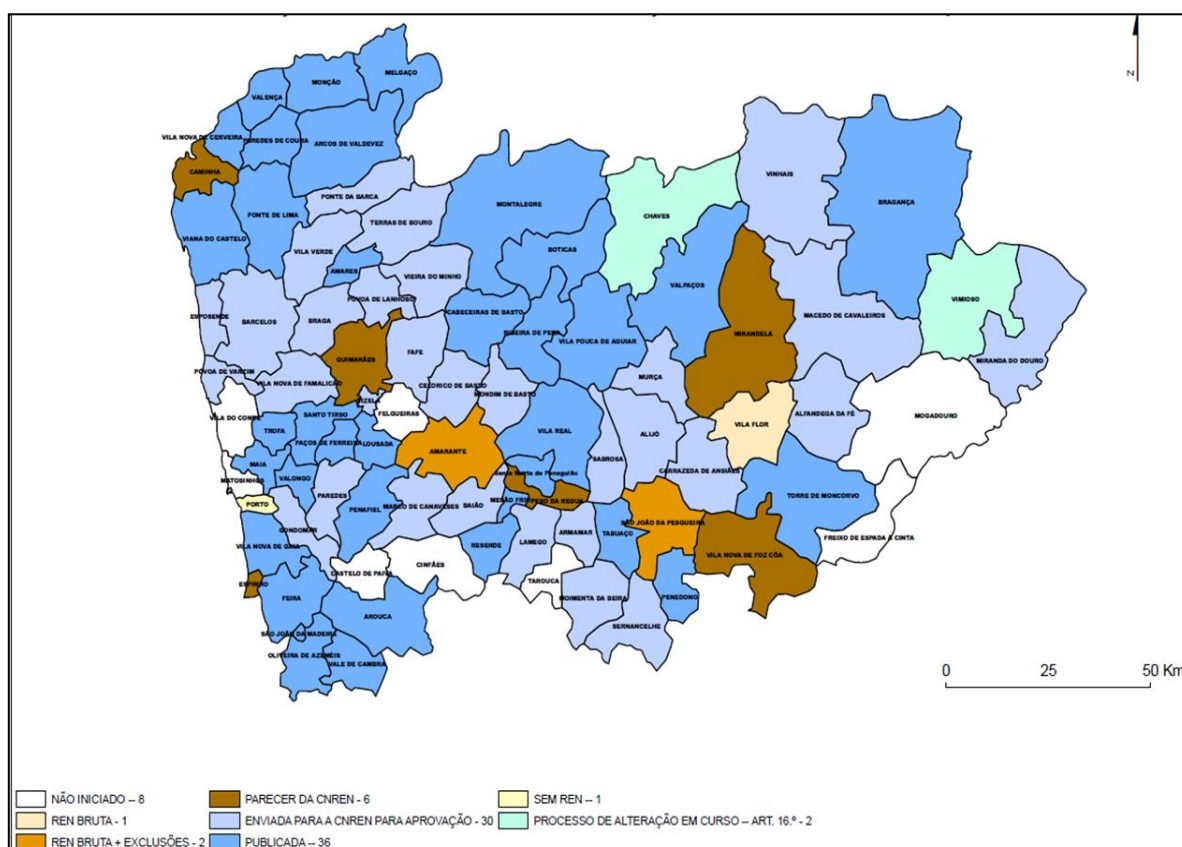 N
MELGAÇO
MONÇÃO
VALENÇA
VILA NOVA DE CERVEIRA
PAREDES DE COURA
ARCOS DE VALDEVEZ
CAMINHA
VINHAIS
PONTE DA BARCA
BRAGANÇA
MONTALEGRE
PONTE DE LIMA
CHAVES
TERRAS DE BOURO
VIANA DO CASTELO
VILA VERDE
BOTICAS
AMARES
VIEIRA DO MINHO
VALPAÇOS
PÓVOA DE LANHOSO
VIMIOSO
CABECEIRAS DE BASTO
MACEDO DE CAVALEIROS
ESPOSENDE
BARCELOS
BRAGA
RIBEIRA DE PENA
MIRANDELA
VILA POUCA DE AGUIAR
FAFE
GUIMARÃES
MIRANDA DO DOURO
PÓVOA DE VARZIM
MURÇA
VILA NOVA DE FAMALICÃO
CELORICO DE BASTO
MONDIM DE BASTO
VIZELA
FELGUEIRAS
VILA DO CONDE
SANTO TIRSO
ALFANDEGA DA FÉ
MOGADOURO
VILA FLOR
TROFA
VILA REAL
ALIJÓ
PAÇOS DE FERREIRA
LOUSADA
AMARANTE
SABROSA
MAIA
CARRAZEDA DE ANSIÃES
Santa Marta de Penaguião
MATOSINHOS
VALONGO
PAREDES
TORRE DE MONCORVO
MESÃO FRIO
PESO DA REGUA
PORTO
PENAFIEL
MARCO DE CANAVESES
BAIÃO
SÃO JOÃO DA PESQUEIRA
GONDOMAR
ARMAMAR
TABUAÇO
FREIXO DE ESPADA À CINTA
VILA NOVA DE GAIA
RESENDE
LAMEGO
VILA NOVA DE FOZ CÔA
CINFÃES
CASTELO DE PAIVA
ESPINHO
TAROUCA
FEIRA
MOIMENTA DA BEIRA
PENEDONO
AROUCA
SERNANCELHE
SÃO JOÃO DA MADEIRA
OLIVEIRA DE AZEMÉIS
VALE DE CAMBRA
0 25 50 Km
NÃO INICIADO -- 8
PARECER DA CNREN - 6
SEM REN -- 1
REN BRUTA - 1
ENVIADA PARA A CNREN PARA APROVAÇÃO - 30
PROCESSO DE ALTERAÇÃO EM CURSO -- ART. 16.º - 2
REN BRUTA + EXCLUSÕES - 2
PUBLICADA -- 36